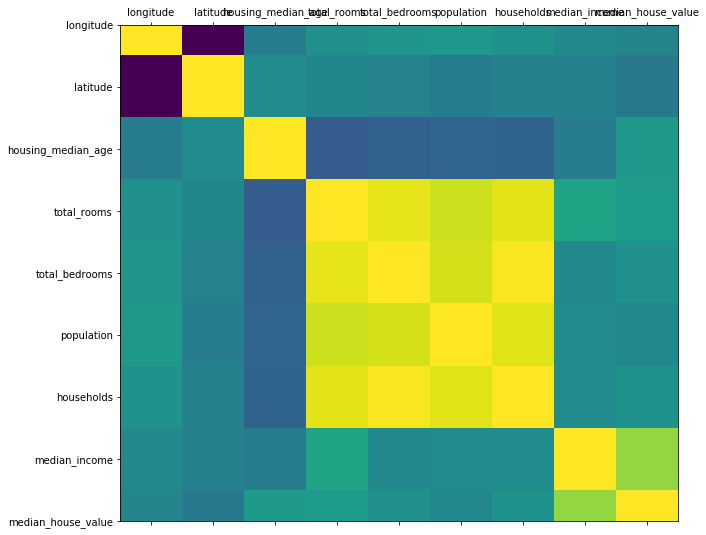 longitude latitude housing_median_age total_rooms total_bedrooms population households median_income median_house_value
longitude
latitude
housing_median_age
total_rooms
total_bedrooms
population
households
median_income
median_house_value